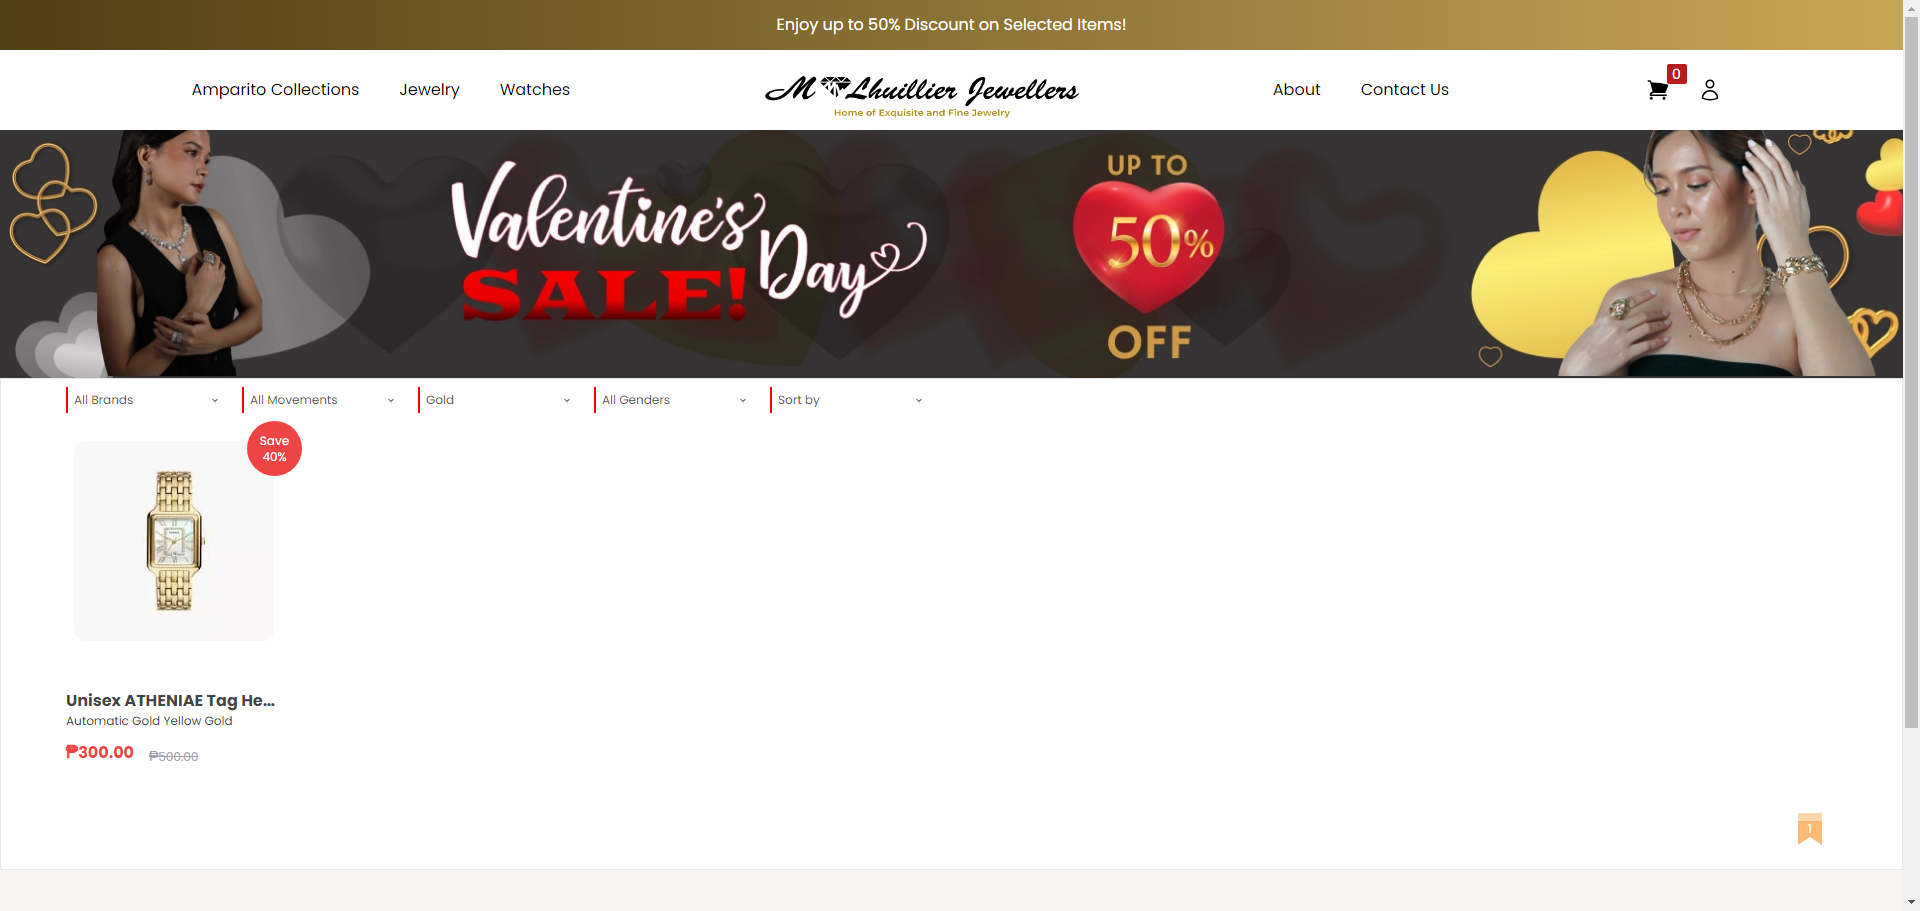 Enjoy up to 50% Discount on Selected Items!
Amparito Collections
Jewelry
Watches
M Lhuillier Jewellers
Home of Exquisite and Fine Jewelry
About
Contact Us
0
Valentine's
Day
SALE!
UP TO
50%
OFF
All Brands
All Movements
Gold
All Genders
Sort by
Save
40%
Unisex ATHENIAE Tag He...
Automatic Gold Yellow Gold
₱300.00 ₱500.00
1